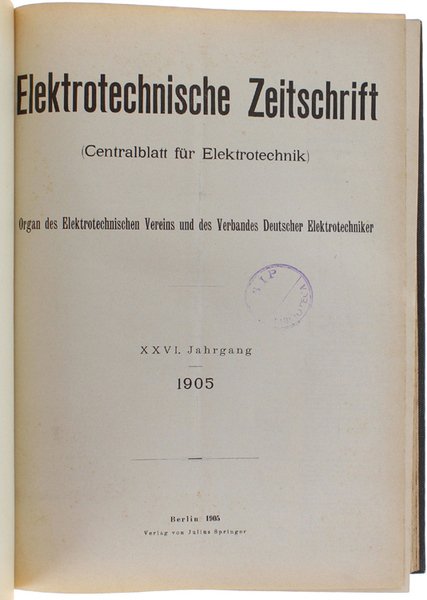 Elektrotechnische Zeitschrift
(Centralblatt für Elektrotechnik)
Organ des Elektrotechnischen Vereins und des Verbandes Deutscher Elektrotechniker
XXVI. Jahrgang
1905
Berlin 1905
Verlag von Julius Springer